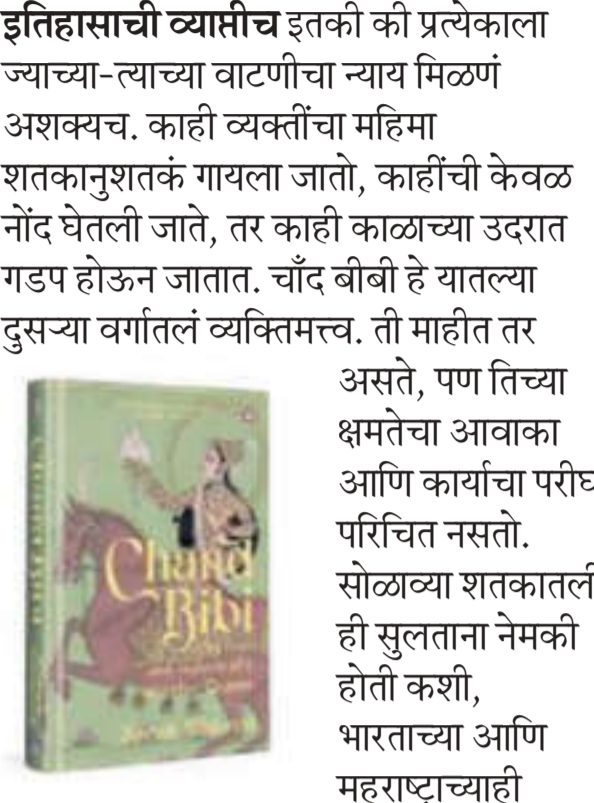 इतिहासाची व्याप्तीच इतकी की प्रत्येकाला
ज्याच्या-त्याच्या वाटणीचा न्याय मिळणं
अशक्यच. काही व्यक्तींचा महिमा
शतकानुशतकं गायला जातो, काहींची केवळ
नोंद घेतली जाते, तर काही काळाच्या उदरात
गडप होऊन जातात. चाँद बीबी हे यातल्या
दुसऱ्या वर्गातलं व्यक्तिमत्त्व. ती माहीत तर
असते, पण तिच्या
क्षमतेचा आवाका
आणि कार्याचा परीघ
परिचित नसतो.
सोळाव्या शतकातली
ही सुलताना नेमकी
होती कशी,
भारताच्या आणि
महाराष्ट्राच्याही
Chand
Bibi